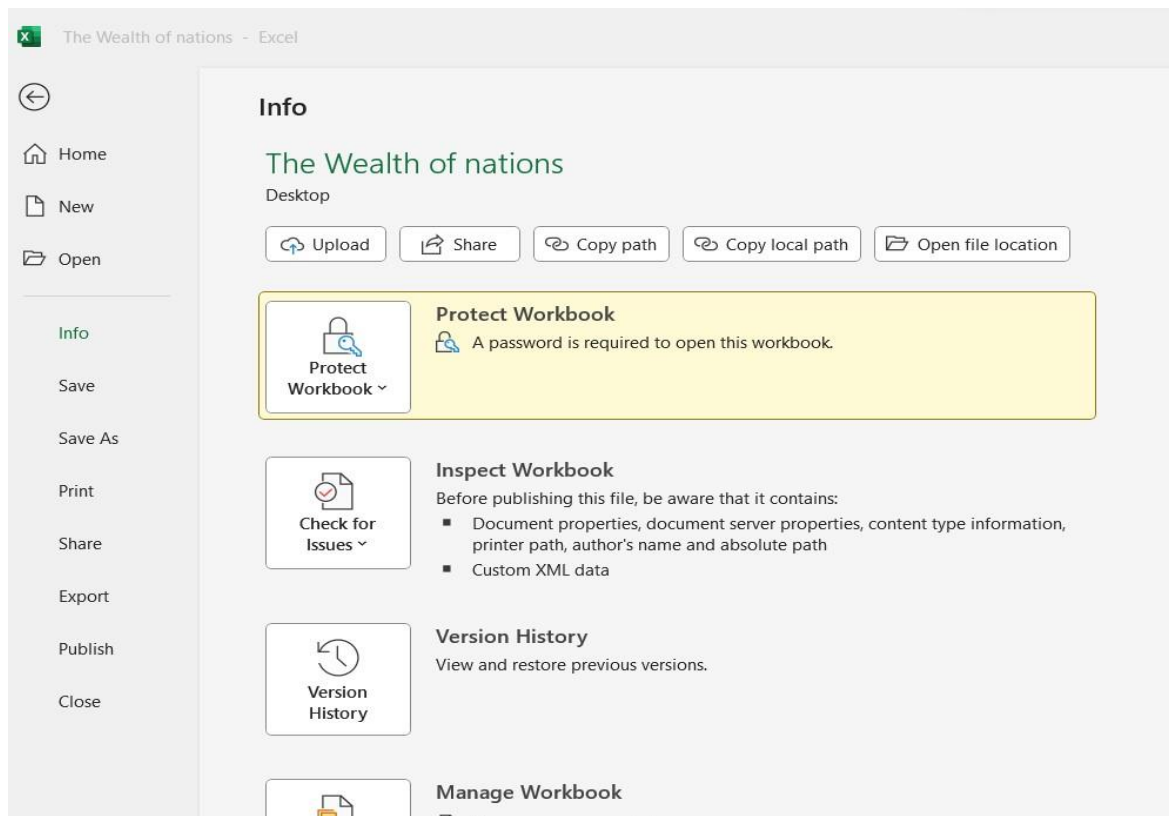 The Wealth of nations - Excel
Info
Home
The Wealth of nations
Desktop
New
Upload
Share
Copy path
Copy local path
Open file location
Open
Protect Workbook
A password is required to open this workbook.
Protect
Workbook
Info
Save
Save As
Inspect Workbook
Before publishing this file, be aware that it contains:
Document properties, document server properties, content type information,
printer path, author's name and absolute path
Custom XML data
Check for
Issues
Print
Share
Export
Publish
Close
Version History
View and restore previous versions.
Version
History
Manage Workbook